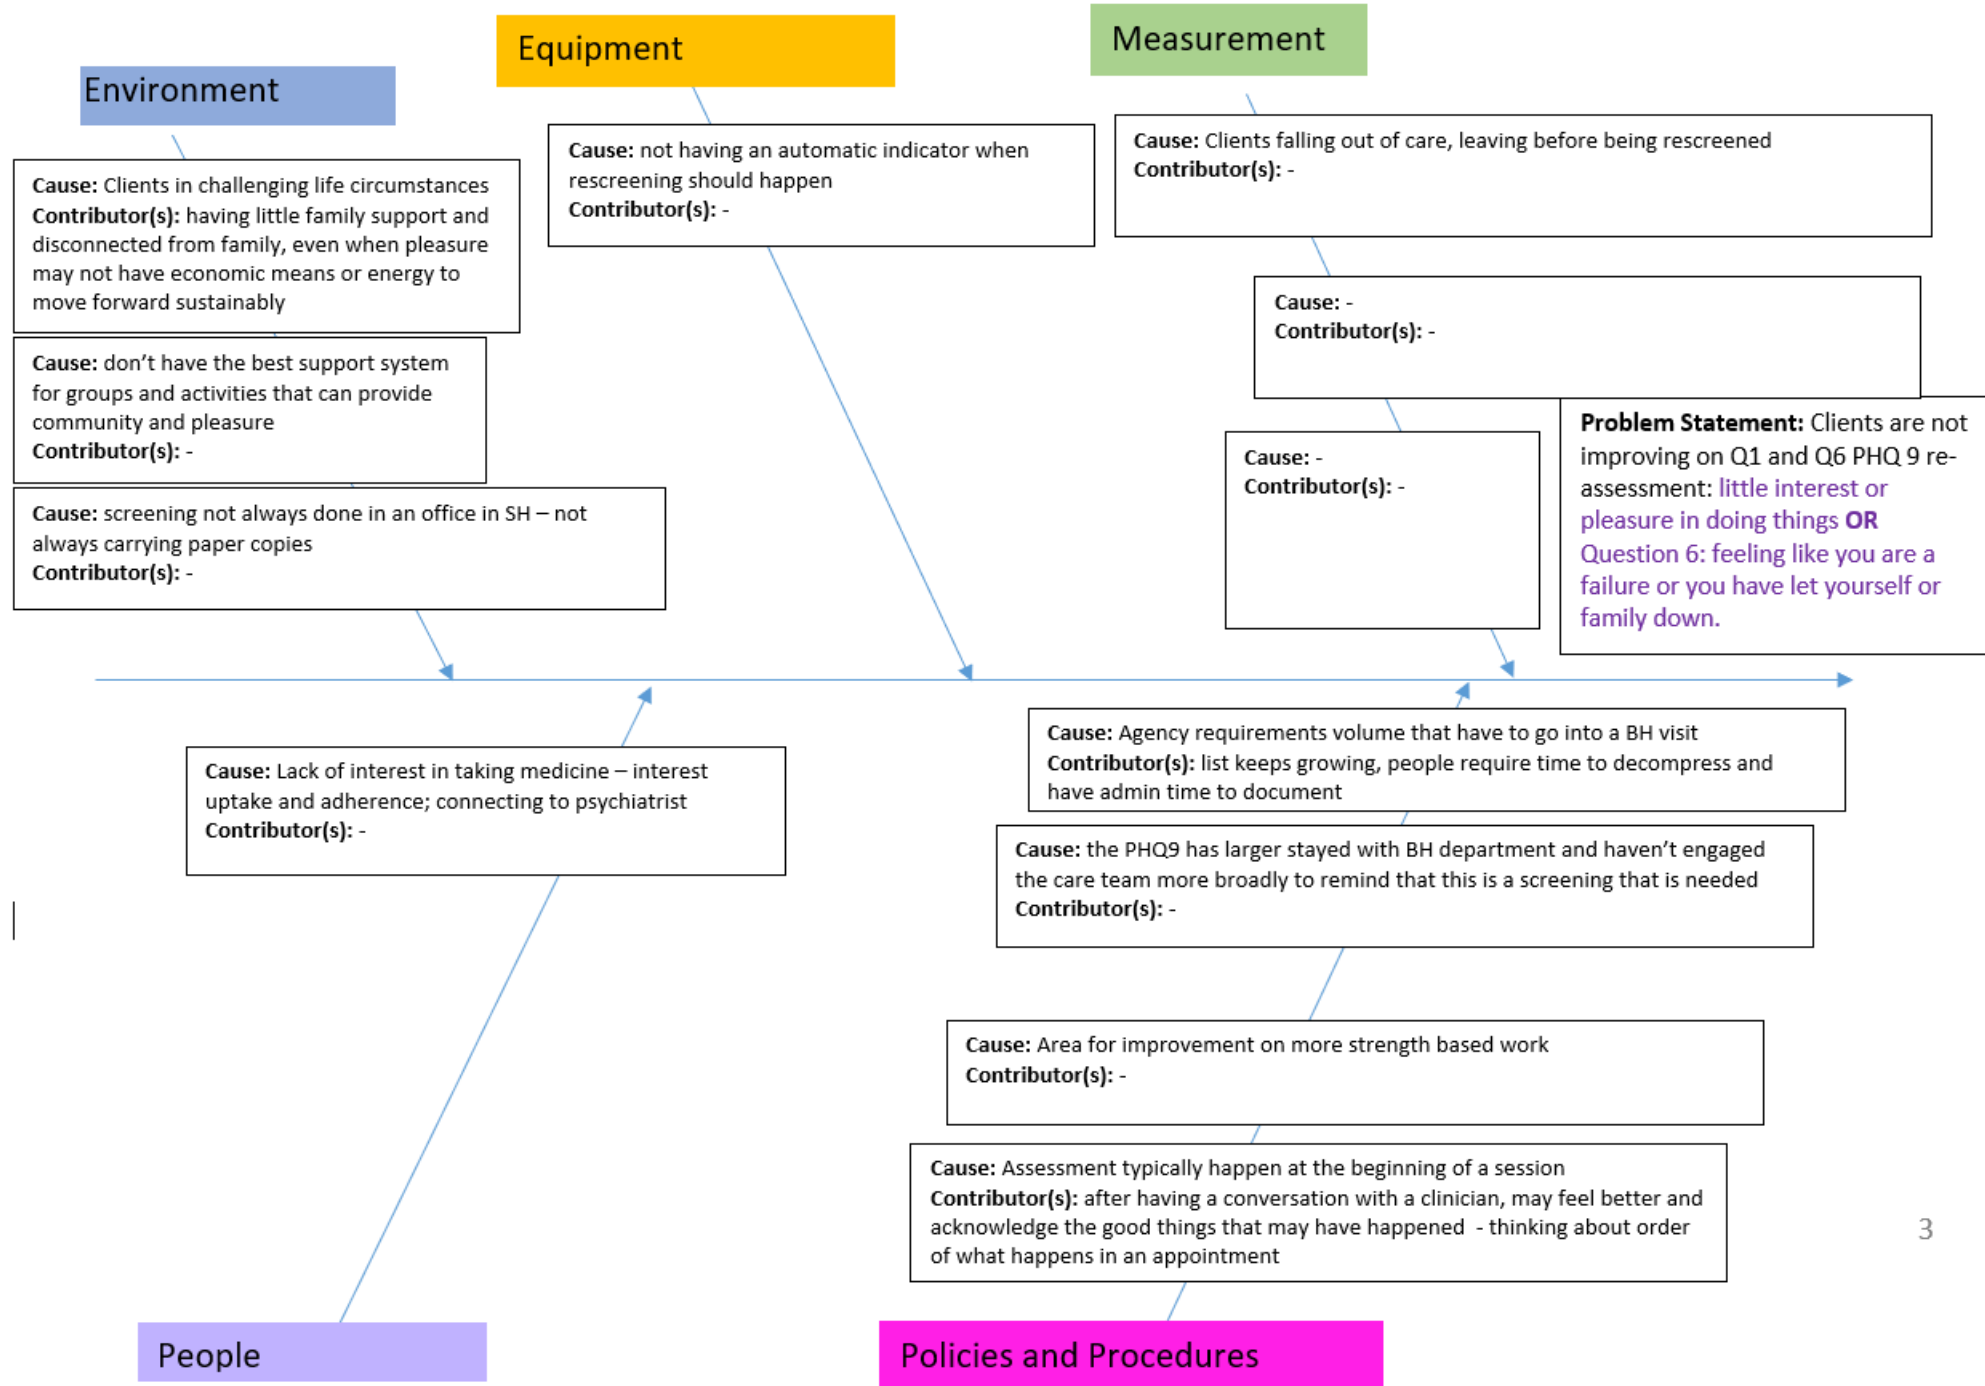 Environment
Cause: Clients in challenging life circumstances
Contributor(s): having little family support and
disconnected from family, even when pleasure
may not have economic means or energy to
move forward sustainably
Cause: don’t have the best support system
for groups and activities that can provide
community and pleasure
Contributor(s): -
Cause: screening not always done in an office in SH – not
always carrying paper copies
Contributor(s): -
Equipment
Cause: not having an automatic indicator when
rescreening should happen
Contributor(s): -
Measurement
Cause: Clients falling out of care, leaving before being rescreened
Contributor(s): -
Cause: -
Contributor(s): -
Cause: -
Contributor(s): -
Problem Statement: Clients are not
improving on Q1 and Q6 PHQ 9 re-
assessment: little interest or
pleasure in doing things OR
Question 6: feeling like you are a
failure or you have let yourself or
family down.
Cause: Lack of interest in taking medicine – interest
uptake and adherence; connecting to psychiatrist
Contributor(s): -
People
Cause: Agency requirements volume that have to go into a BH visit
Contributor(s): list keeps growing, people require time to decompress and
have admin time to document
Cause: the PHQ9 has larger stayed with BH department and haven’t engaged
the care team more broadly to remind that this is a screening that is needed
Contributor(s): -
Cause: Area for improvement on more strength based work
Contributor(s): -
Cause: Assessment typically happen at the beginning of a session
Contributor(s): after having a conversation with a clinician, may feel better and
acknowledge the good things that may have happened - thinking about order
of what happens in an appointment
Policies and Procedures
3